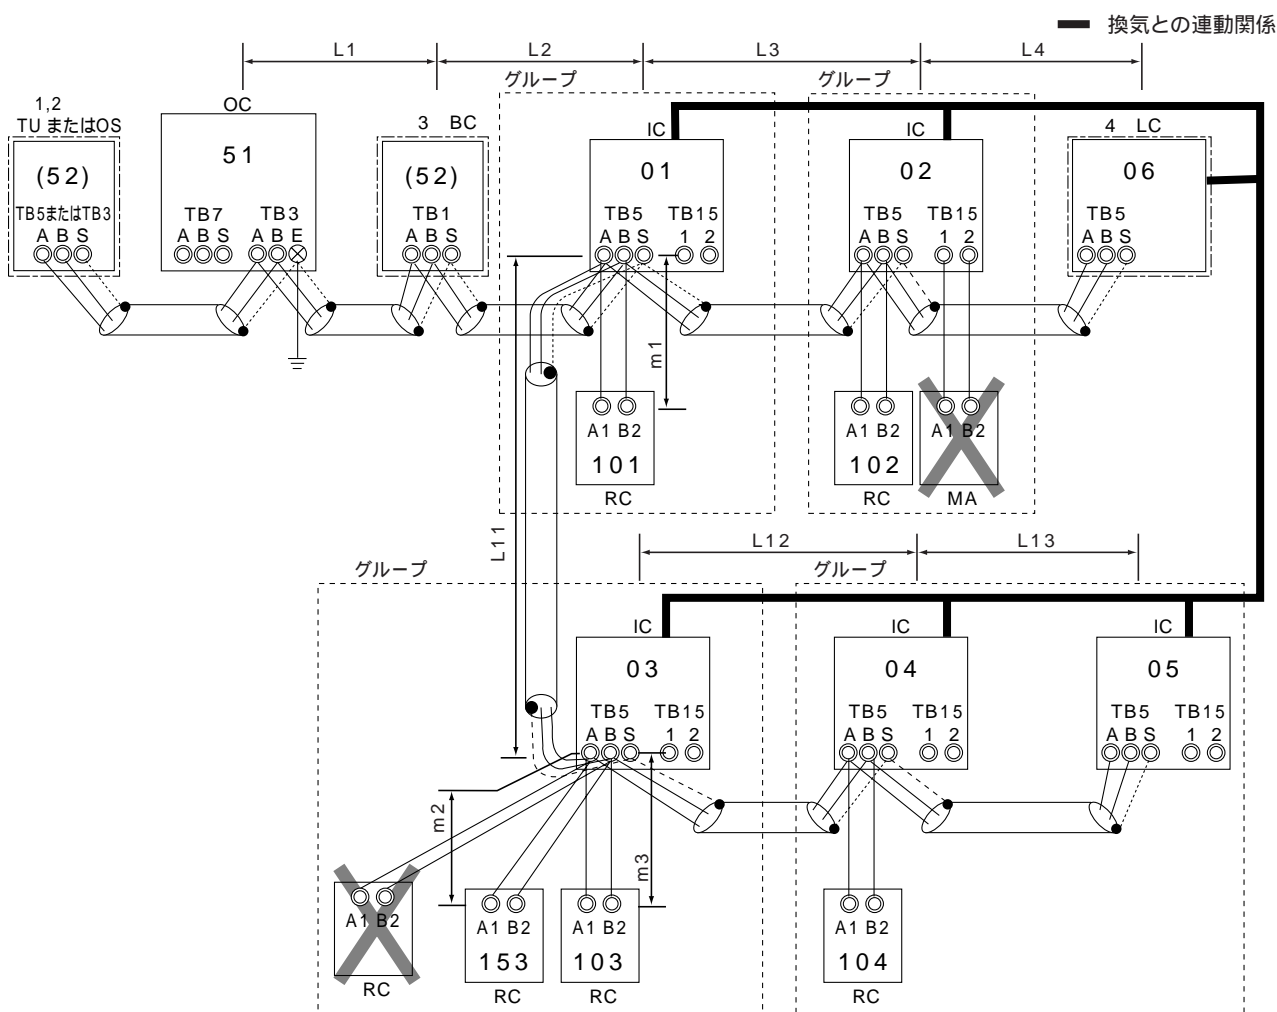 換気との連動関係
L1
L2
L3
L4
グループ
グループ
1,2
TU またはOS
OC
3 BC
IC
IC
4 LC
(52)
51
(52)
01
02
06
TB5またはTB3
TB7
TB3
TB1
TB5
TB15
TB5
TB15
TB5
A B S
A B S
A B E
A B S
A B S
1 2
A B S
1 2
A B S
m1
A1 B2
101
RC
A1 B2
102
RC
A1 B2
MA
L11
L12
L13
グループ
グループ
IC
IC
IC
03
04
05
TB5
TB15
TB5
TB15
TB5
TB15
A B S
1 2
A B S
1 2
A B S
1 2
m2
m3
A1 B2
RC
A1 B2
153
RC
A1 B2
103
RC
A1 B2
104
RC